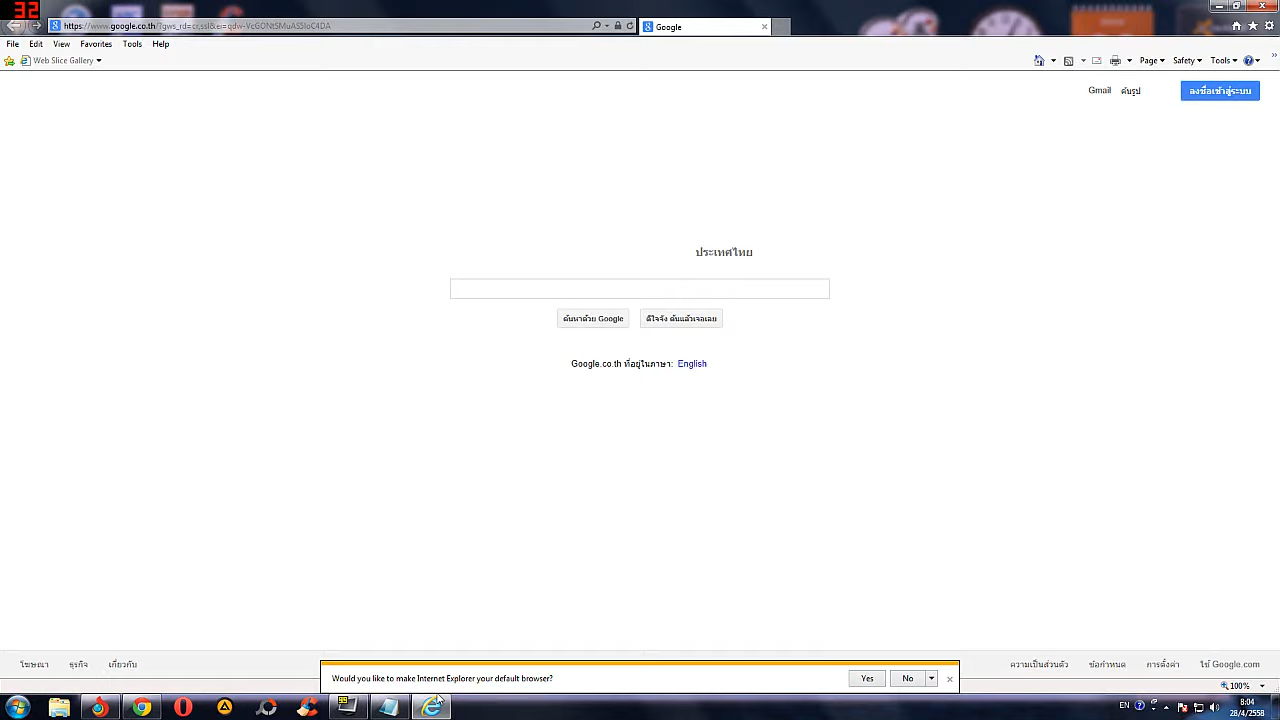 32
https://www.google.co.th/?gws_rd=cr,ssl&ei=
Google
File Edit View Favorites Tools Help
Web Slice Gallery
Page Safety Tools
Gmail ค้นรูป ลงชื่อเข้าสู่ระบบ
ประเทศไทย
ค้นหาด้วย Google ดีใจจัง ค้นแล้วเจอเลย
Google.co.th ที่อยู่ในภาษา: English
โฆษณา ธุรกิจ เกี่ยวกับ ความเป็นส่วนตัว ข้อกำหนด การตั้งค่า ใช้ Google.com
Would you like to make Internet Explorer your default browser? Yes No
100%
EN 8:04
28/4/2558